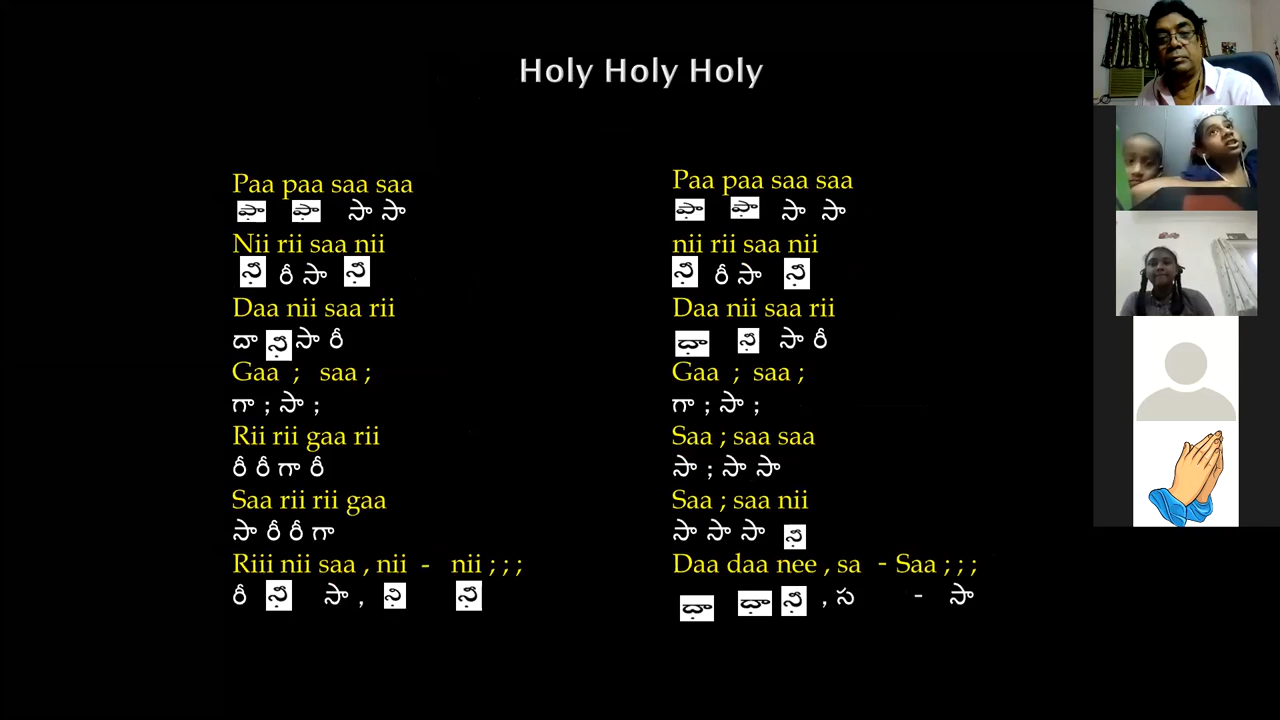 Holy Holy Holy
Paa paa saa saa
పా పా సా సా
Nii rii saa nii
నీ రీ సా నీ
Daa nii saa rii
దా నీ సా రీ
Gaa ; saa ;
గా ; సా ;
Rii rii gaa rii
రీ రీ గా రీ
Saa rii rii gaa
సా రీ రీ గా
Riii nii saa , nii - nii ; ; ;
రీ నీ సా , ని నీ
Paa paa saa saa
పా పా సా సా
nii rii saa nii
నీ రీ సా నీ
Daa nii saa rii
దా నీ సా రీ
Gaa ; saa ;
గా ; సా ;
Saa ; saa saa
సా ; సా సా
Saa ; saa nii
సా సా సా నీ
Daa daa nee , sa - Saa ; ; ;
దా దా నీ , స - సా